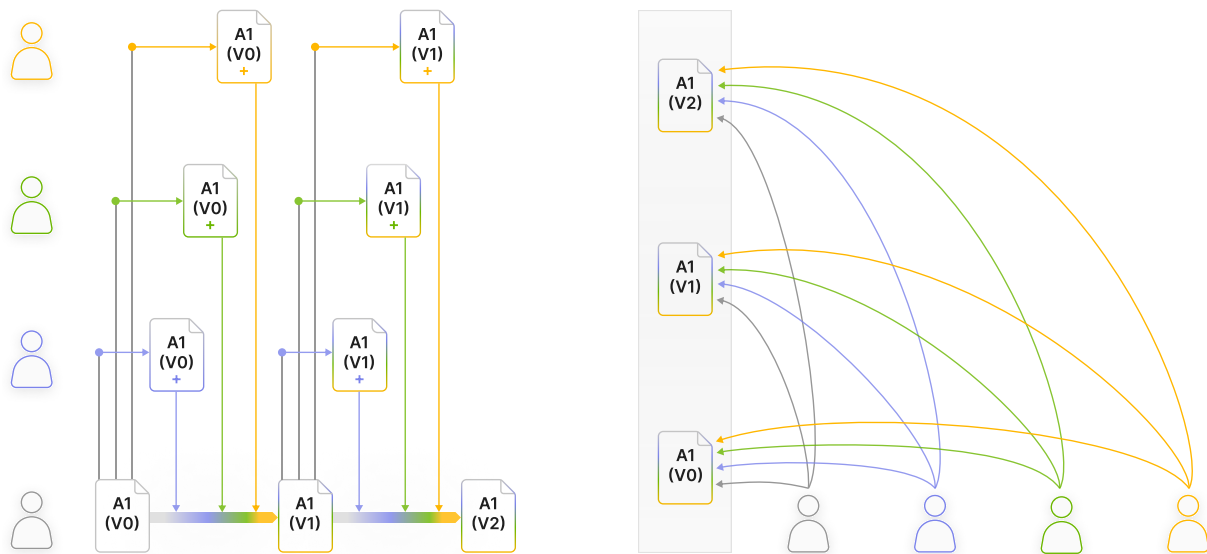 A1
(V0)
+
A1
(V1)
+
A1
(V0)
+
A1
(V1)
+
A1
(V0)
+
A1
(V1)
+
A1
(V0)
A1
(V1)
A1
(V2)
A1
(V2)
A1
(V1)
A1
(V0)